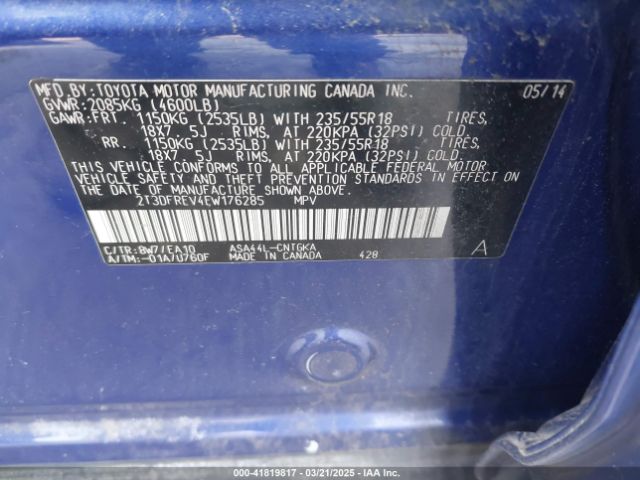 MFD.BY:TOYOTA MOTOR MANUFACTURING CANADA INC. 05/14
GVWR:2085KG (4600LB)
GAWR:FRT. 1150KG (2535LB) WITH 235/55R18 TIRES,
18X7. 5J RIMS, AT 220KPA (32PSI) COLD.
RR. 1150KG (2535LB) WITH 235/55R18 TIRES,
18X7. 5J RIMS, AT 220KPA (32PSI) COLD.
THIS VEHICLE CONFORMS TO ALL APPLICABLE FEDERAL MOTOR
VEHICLE SAFETY AND THEFT PREVENTION STANDARDS IN EFFECT ON
THE DATE OF MANUFACTURE SHOWN ABOVE.
2T3DFREV4EW176285 MPV
C/TR:8W7/EA10 ASA44L-CNTGKA A
A/TM:-01A/U760F MADE IN CANADA 428
000-41819817 - 03/21/2025 - IAA Inc.